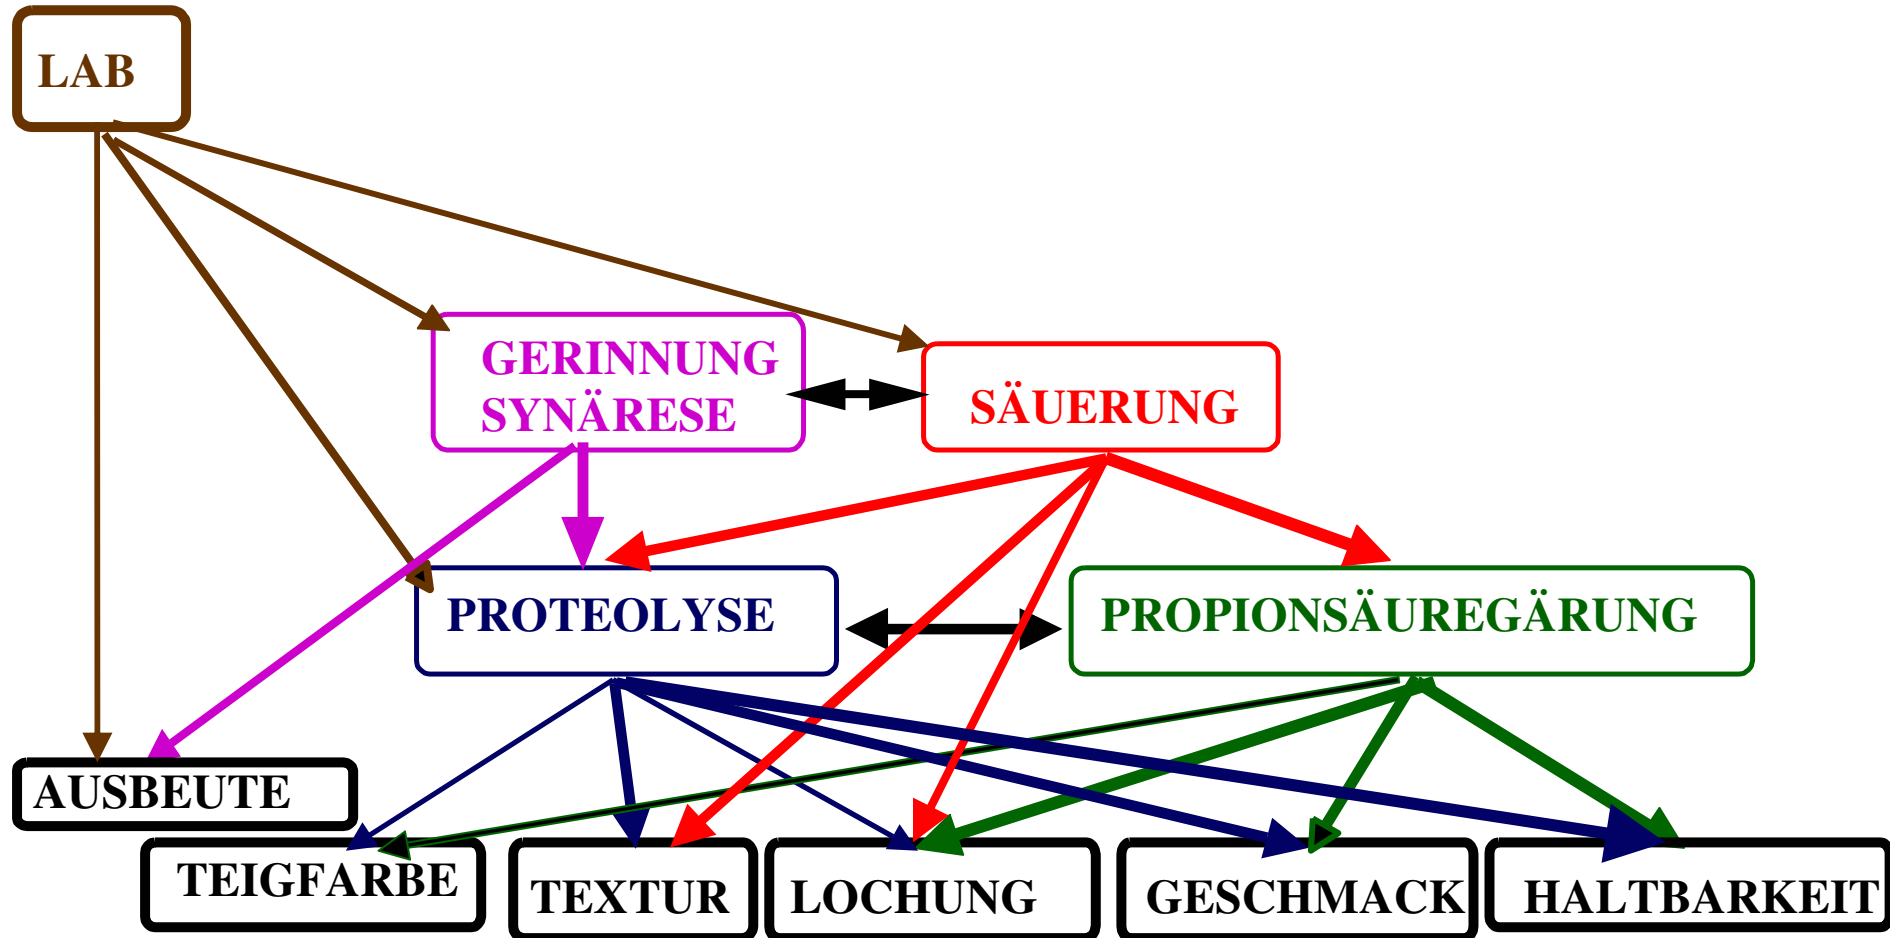 LAB
GERINNUNG
SYNÄRESE
SÄUERUNG
PROTEOLYSE
PROPIONSÄUREGÄRUNG
AUSBEUTE
TEIGFARBE
TEXTUR
LOCHUNG
GESCHMACK
HALTBARKEIT